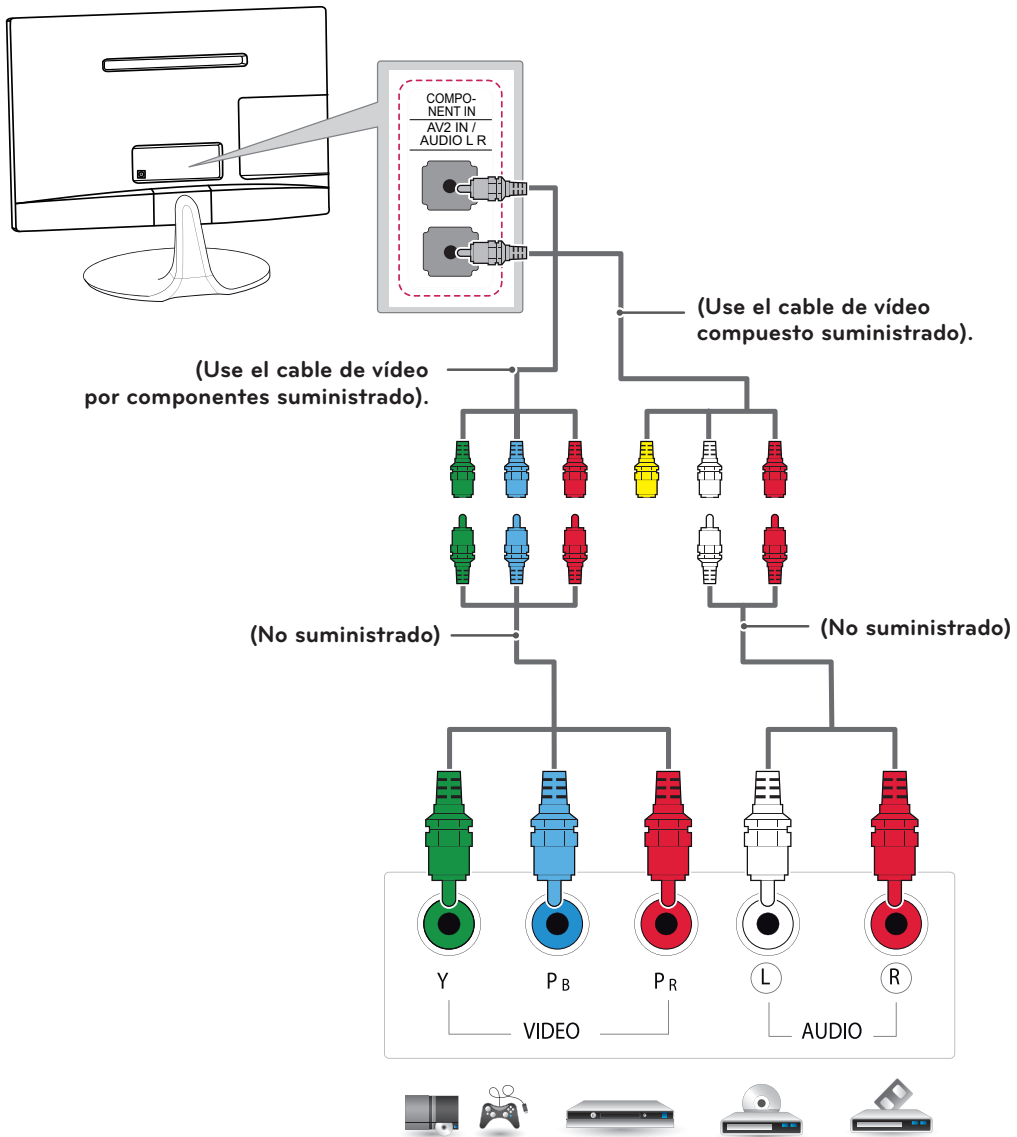 COMPO-
NENT IN
AV2 IN /
AUDIO L R
(Use el cable de vídeo
compuesto suministrado).
(Use el cable de vídeo
por componentes suministrado).
(No suministrado)
(No suministrado)
Y
PB
PR
L
R
VIDEO
AUDIO